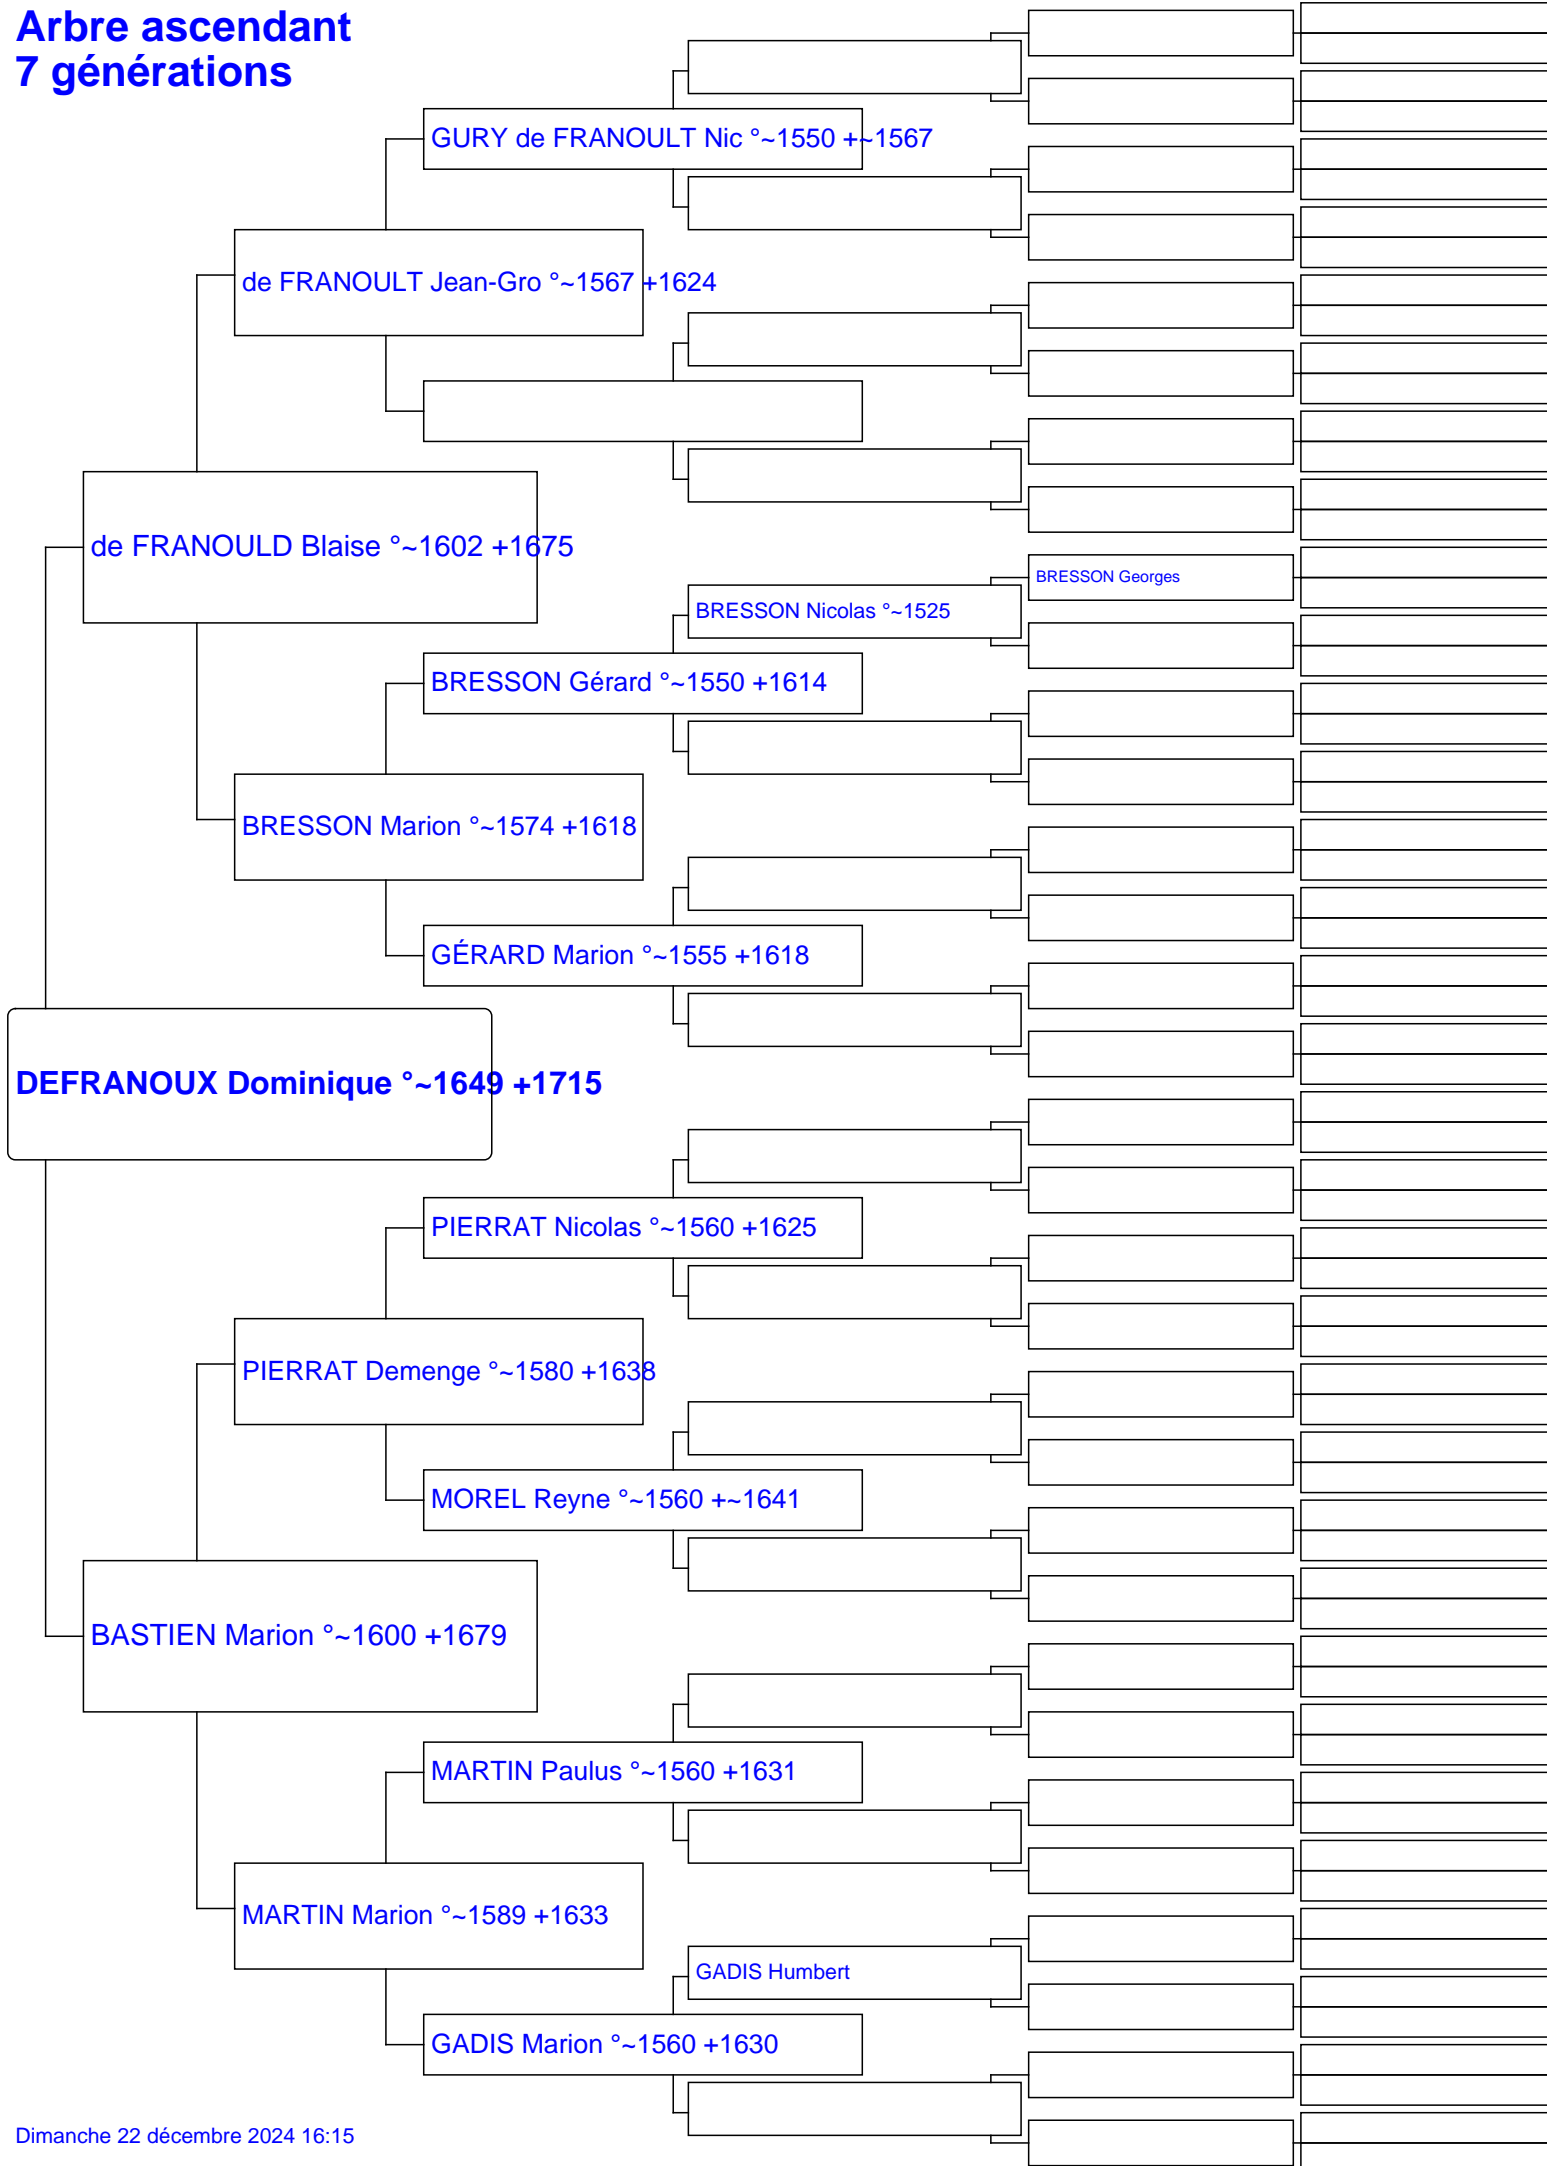 Arbre ascendant
7 générations
GURY de FRANOULT Nic °~1550 +~1567
de FRANOULT Jean-Gro °~1567 +1624
de FRANOULD Blaise °~1602 +1675
BRESSON Georges
BRESSON Nicolas °~1525
BRESSON Gérard °~1550 +1614
BRESSON Marion °~1574 +1618
GÉRARD Marion °~1555 +1618
DEFRANOUX Dominique °~1649 +1715
PIERRAT Nicolas °~1560 +1625
PIERRAT Demenge °~1580 +1638
MOREL Reyne °~1560 +~1641
BASTIEN Marion °~1600 +1679
MARTIN Paulus °~1560 +1631
MARTIN Marion °~1589 +1633
GADIS Humbert
GADIS Marion °~1560 +1630
Dimanche 22 décembre 2024 16:15